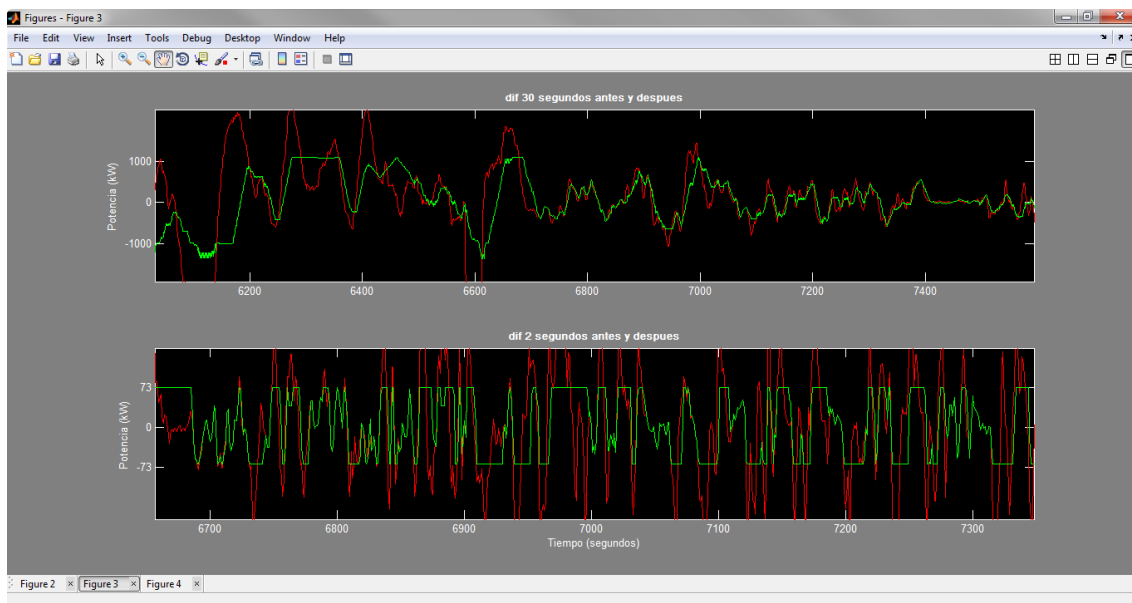 Figures - Figure 3
File Edit View Insert Tools Debug Desktop Window Help
dif 30 segundos antes y despues
Potencia (kW)
1000
0
-1000
6200 6400 6600 6800 7000 7200 7400
dif 2 segundos antes y despues
Potencia (kW)
73
0
-73
6700 6800 6900 7000 7100 7200 7300
Tiempo (segundos)
Figure 2 Figure 3 Figure 4